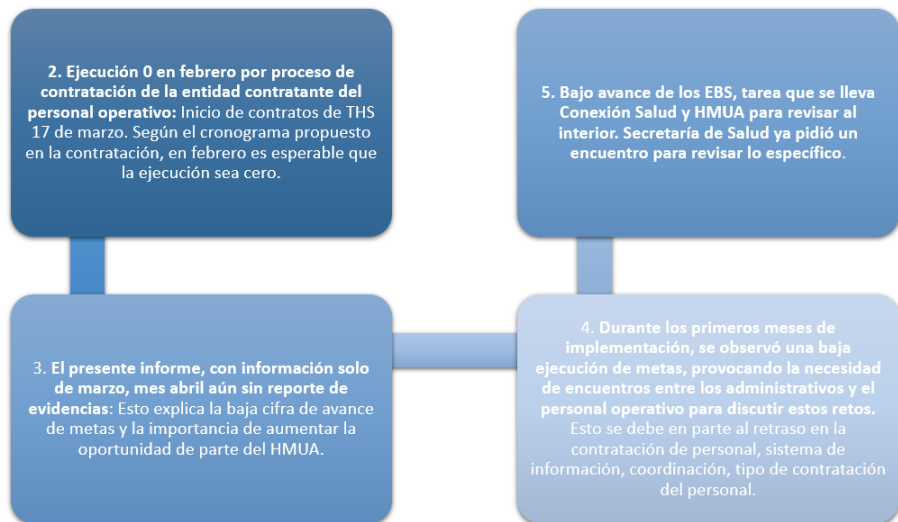 2. Ejecución 0 en febrero por proceso de
contratación de la entidad contratante del
personal operativo: Inicio de contratos de THS
17 de marzo. Según el cronograma propuesto
en la contratación, en febrero es esperable que
la ejecución sea cero.
3. El presente informe, con información solo
de marzo, mes abril aún sin reporte de
evidencias: Esto explica la baja cifra de avance
de metas y la importancia de aumentar la
oportunidad de parte del HMUA.
4. Durante los primeros meses de
implementación, se observó una baja
ejecución de metas, provocando la necesidad
de encuentros entre los administrativos y el
personal operativo para discutir estos retos.
Esto se debe en parte al retraso en la
contratación de personal, sistema de
información, coordinación, tipo de contratación
del personal.
5. Bajo avance de los EBS, tarea que se lleva
Conexión Salud y HMUA para revisar al
interior. Secretaría de Salud ya pidió un
encuentro para revisar lo específico.